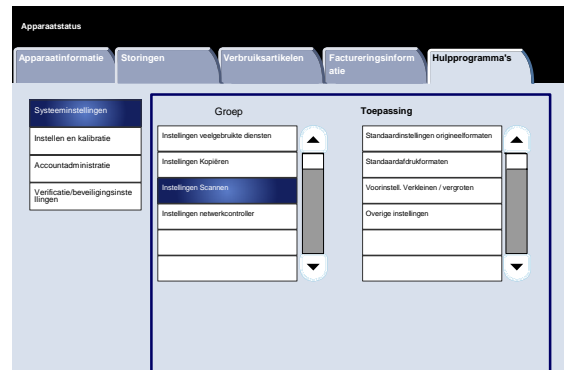 Apparaatstatus
Apparaatinformatie
Storingen
Verbruiksartikelen
Factureringsinform
atie
Hulpprogramma's
Systeeminstellingen
Instellen en kalibratie
Accountadministratie
Verificatie/beveiligingsinste
llingen
Groep
Instellingen veelgebruikte diensten
Instellingen Kopiëren
Instellingen Scannen
Instellingen netwerkcontroller
Toepassing
Standaardinstellingen origineelformaten
Standaardafdrukformaten
Voorinstell. Verkleinen / vergroten
Overige instellingen